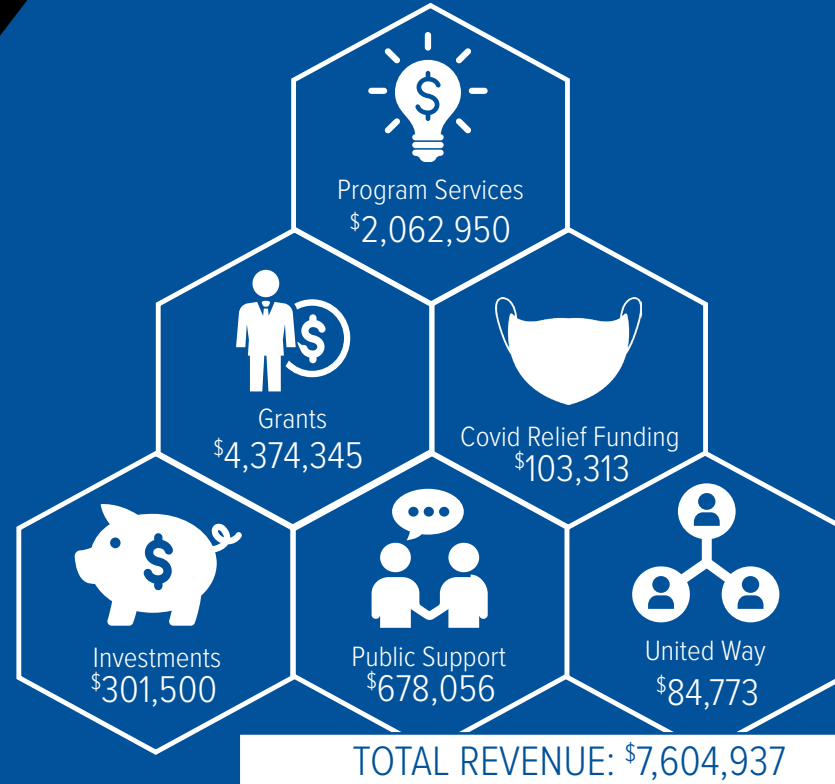 Program Services
$2,062,950
Grants
$4,374,345
Covid Relief Funding
$103,313
Investments
$301,500
Public Support
$678,056
United Way
$84,773
TOTAL REVENUE: $7,604,937